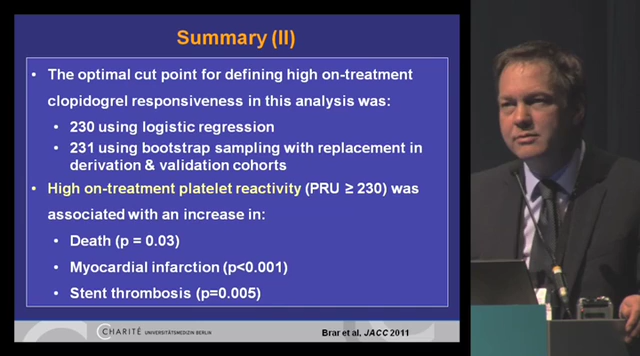 Summary (II)
• The optimal cut point for defining high on-treatment
clopidogrel responsiveness in this analysis was:
• 230 using logistic regression
• 231 using bootstrap sampling with replacement in
derivation & validation cohorts
• High on-treatment platelet reactivity (PRU ≥ 230) was
associated with an increase in:
• Death (p = 0.03)
• Myocardial infarction (p<0.001)
• Stent thrombosis (p=0.005)
CHARITÉ UNIVERSITÄTSMEDIZIN BERLIN
Brar et al. JACC 2011